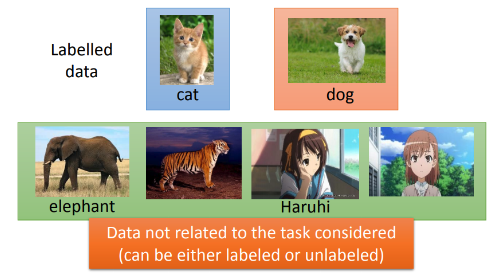 Labelled
data
cat
dog
elephant
Haruhi
Data not related to the task considered
(can be either labeled or unlabeled)